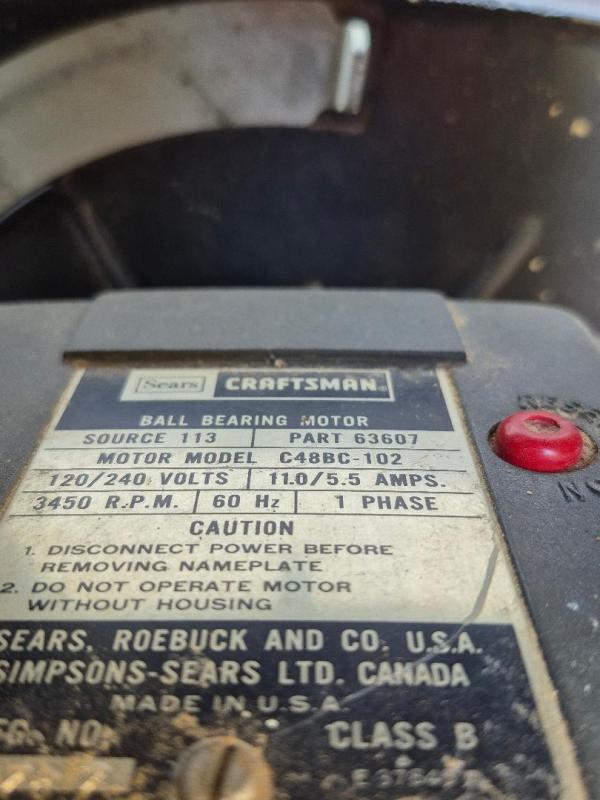 Sears CRAFTSMAN®
BALL BEARING MOTOR
SOURCE 113 PART 63607
MOTOR MODEL C48BC-102
120/240 VOLTS 11.0/5.5 AMPS.
3450 R.P.M. 60 Hz 1 PHASE
CAUTION
1. DISCONNECT POWER BEFORE
REMOVING NAMEPLATE
2. DO NOT OPERATE MOTOR
WITHOUT HOUSING
SEARS, ROEBUCK AND CO. U.S.A.
SIMPSONS-SEARS LTD. CANADA
MADE IN U.S.A.
NO. CLASS B